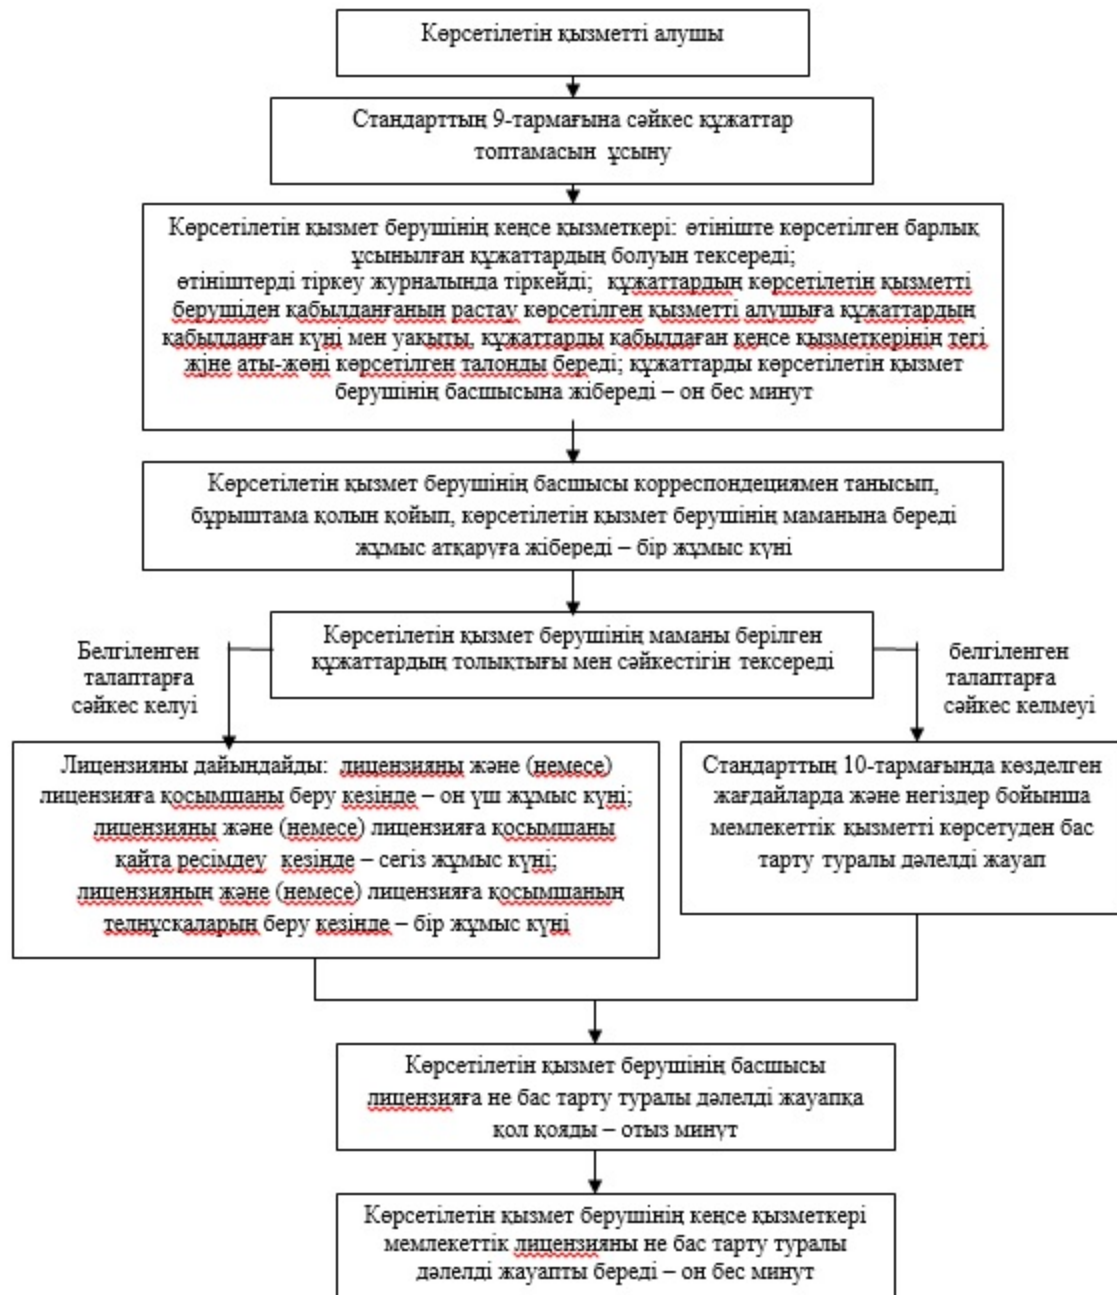 Көрсетілетін қызметті алушы
Стандарттың 9-тармағына сәйкес құжаттар
топтамасын ұсыну
Көрсетілетін қызмет берушінің кеңсе қызметкері: өтініште көрсетілген барлық
ұсынылған құжаттардың болуын тексереді;
өтініштерді тіркеу журналында тіркейді; құжаттардың көрсетілетін қызметті
берушіден қабылданғанын растау көрсетілген қызметті алушыға құжаттардың
қабылданған күні мен уақыты, құжаттарды қабылдаған кеңсе қызметкерінің тегі
жіне аты-жөні көрсетілген талонды береді; құжаттарды көрсетілетін қызмет
берушінің басшысына жібереді – он бес минут
Көрсетілетін қызмет берушінің басшысы корреспондециямен танысып,
бұрыштама қолын қойып, көрсетілетін қызмет берушінің маманына береді
жұмыс атқаруға жібереді – бір жұмыс күні
Көрсетілетін қызмет берушінің маманы берілген
құжаттардың толықтығы мен сәйкестігін тексереді
Белгіленген
талаптарға
сәйкес келуі
белгіленген
талаптарға
сәйкес келмеуі
Лицензияны дайындайды: лицензияны және (немесе)
лицензияға қосымшаны беру кезінде – он үш жұмыс күні;
лицензияны және (немесе) лицензияға қосымшаны
қайта ресімдеу кезінде – сегіз жұмыс күні;
лицензияның және (немесе) лицензияға қосымшаның
телнұсқаларын беру кезінде – бір жұмыс күні
Стандарттың 10-тармағында көзделген
жағдайларда және негіздер бойынша
мемлекеттік қызметті көрсетуден бас
тарту туралы дәлелді жауап
Көрсетілетін қызмет берушінің басшысы
лицензияға не бас тарту туралы дәлелді жауапқа
қол қояды – отыз минут
Көрсетілетін қызмет берушінің кеңсе қызметкері
мемлекеттік лицензияны не бас тарту туралы
дәлелді жауапты береді – он бес минут